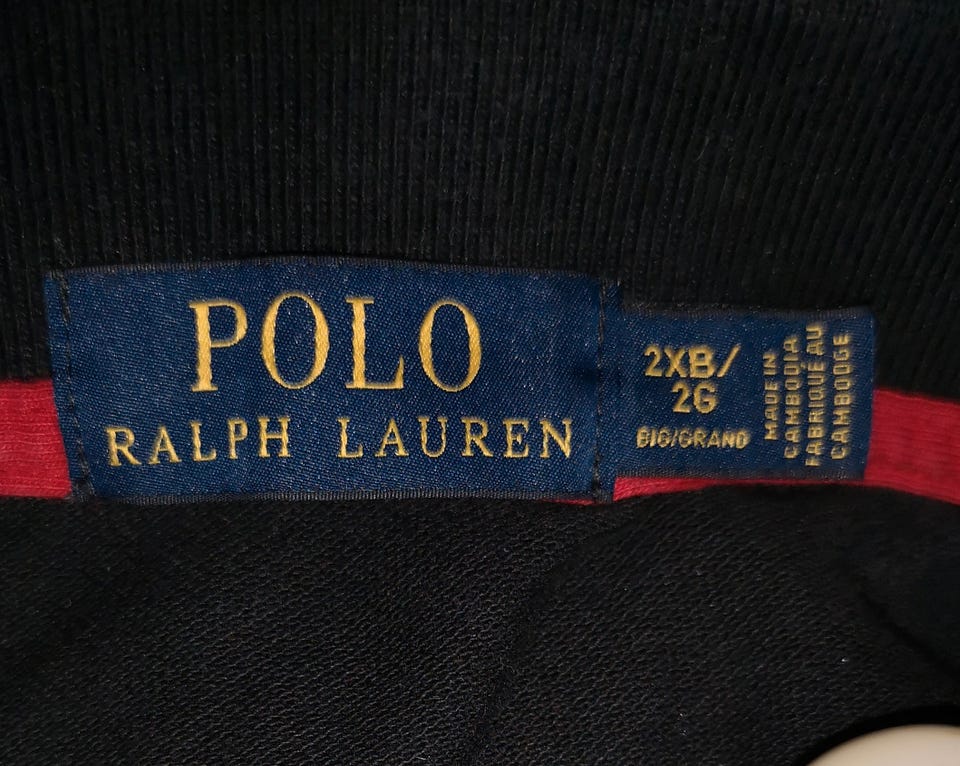 POLO
RALPH LAUREN
2XB/
2G
BIG/GRAND
MADE IN
CAMBODIA
FABRIQUÉ AU
CAMBODGE